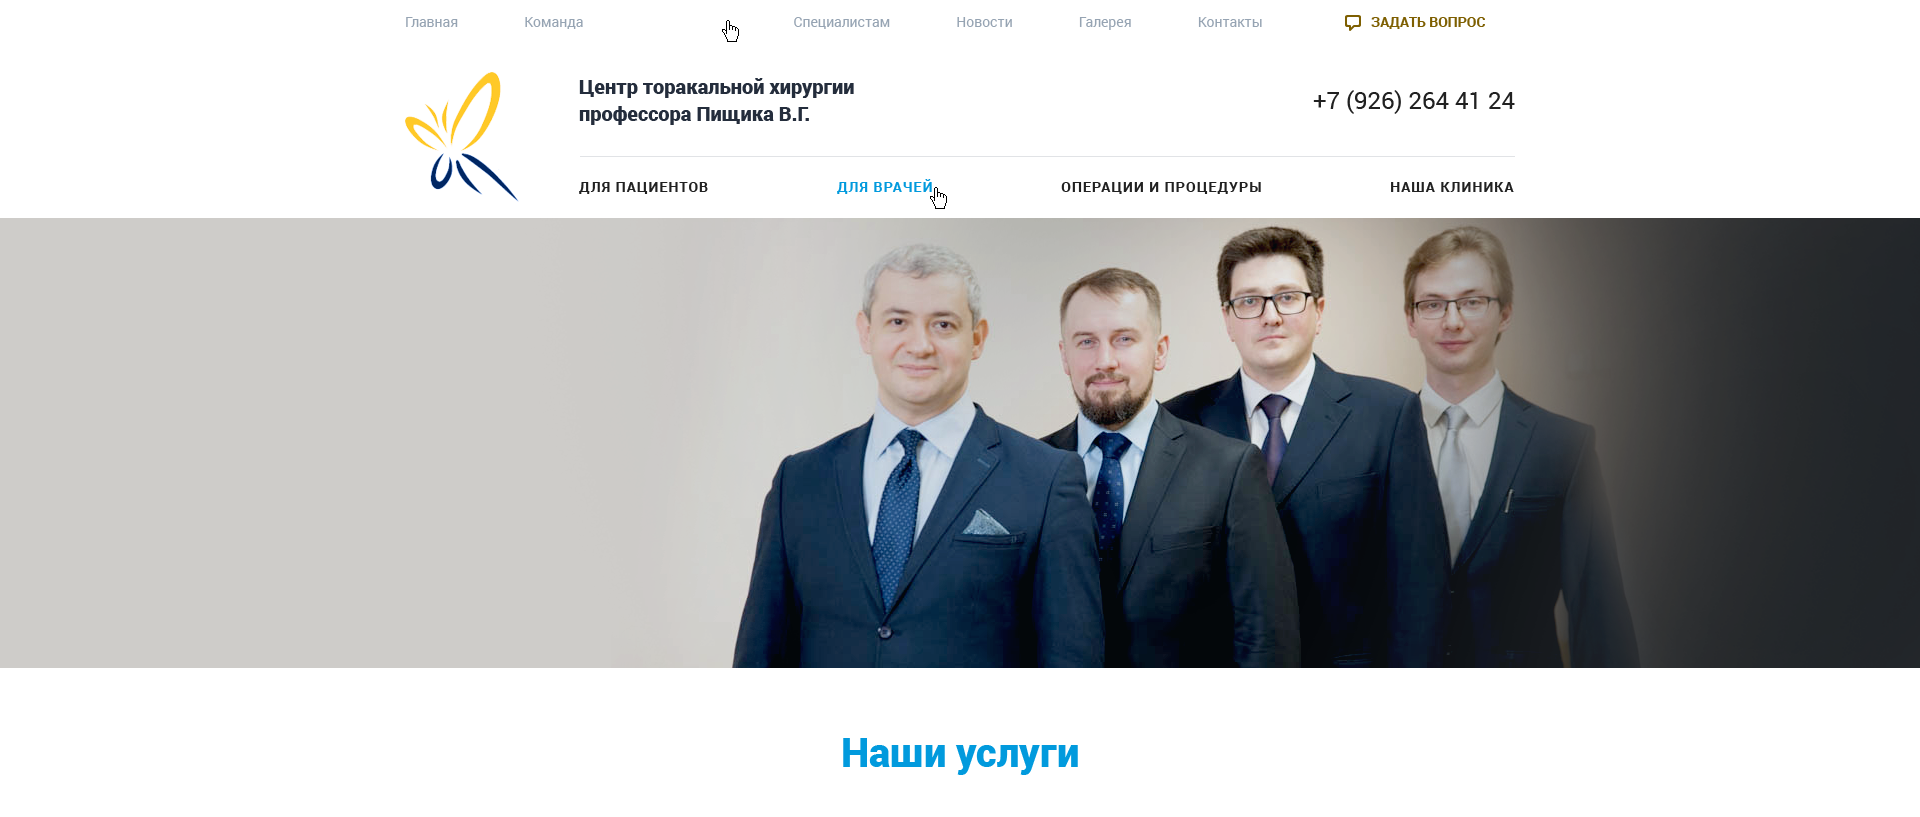 Главная Команда Специалистам Новости Галерея Контакты ЗАДАТЬ ВОПРОС
Центр торакальной хирургии
профессора Пищика В.Г.
+7 (926) 264 41 24
ДЛЯ ПАЦИЕНТОВ ДЛЯ ВРАЧЕЙ ОПЕРАЦИИ И ПРОЦЕДУРЫ НАША КЛИНИКА
Наши услуги